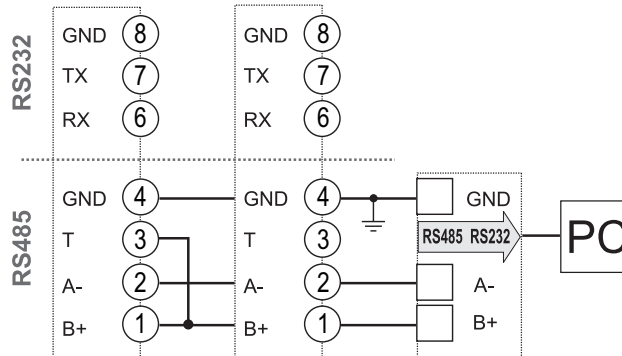 RS232
GND 8 GND 8
TX 7 TX 7
RX 6 RX 6
RS485
GND 4 GND 4 GND
T 3 T 3 RS485 RS232 PC
A- 2 A- 2 A-
B+ 1 B+ 1 B+